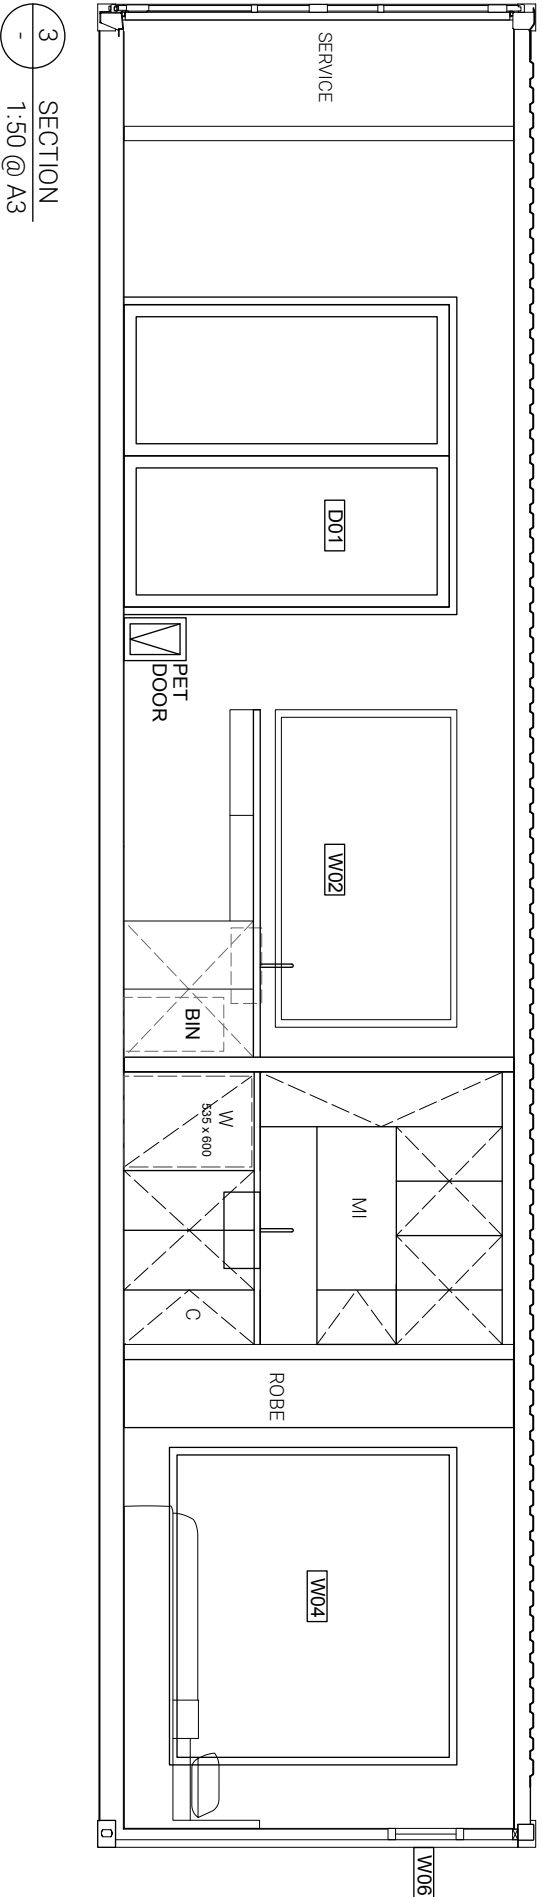 SERVICE
D01
PET
DOOR
W02
BIN
W
535 x 600
MI
C
ROBE
W04
W06
3
-
SECTION
1:50 @ A3